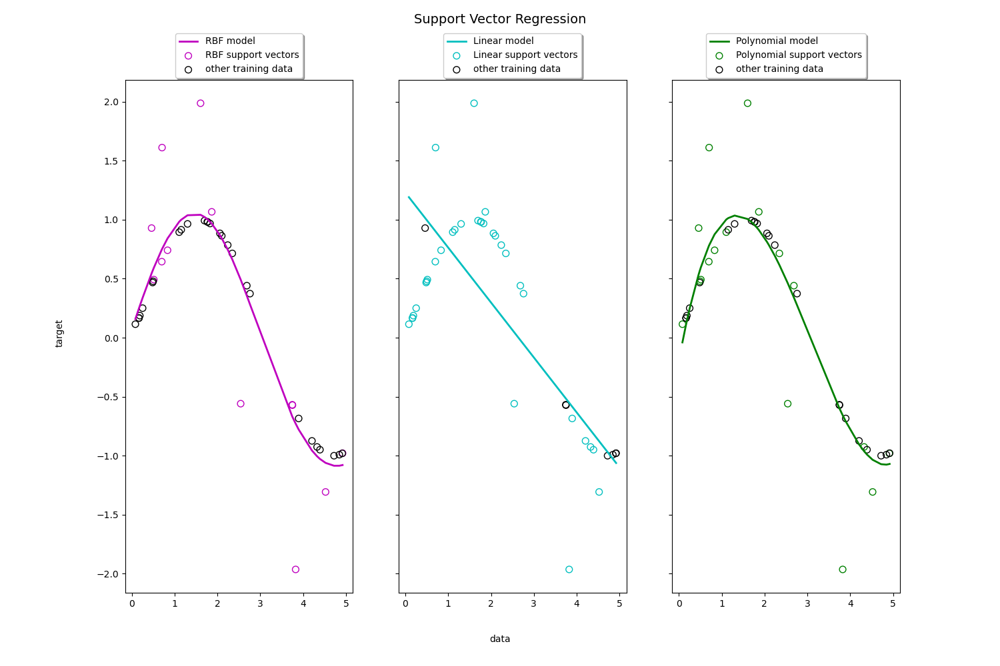 Support Vector Regression
RBF model
RBF support vectors
other training data
Linear model
Linear support vectors
other training data
Polynomial model
Polynomial support vectors
other training data
target
2.0
1.5
1.0
0.5
0.0
−0.5
−1.0
−1.5
−2.0
0 1 2 3 4 5
0 1 2 3 4 5
0 1 2 3 4 5
data